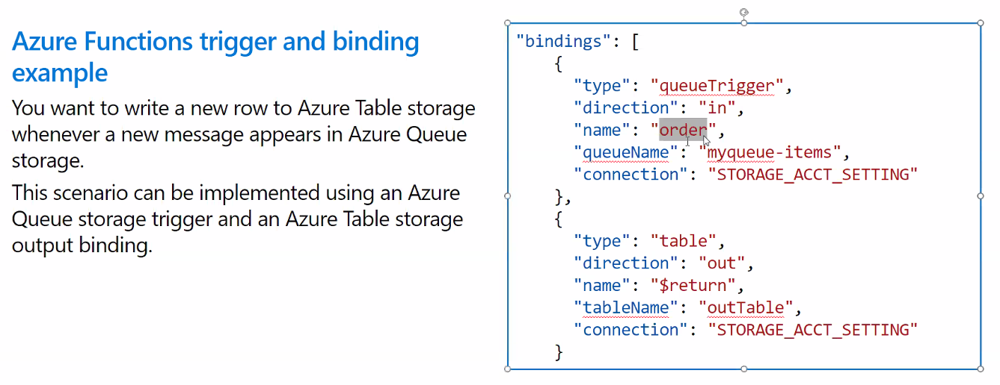 Azure Functions trigger and binding
example
You want to write a new row to Azure Table storage
whenever a new message appears in Azure Queue
storage.
This scenario can be implemented using an Azure
Queue storage trigger and an Azure Table storage
output binding.
"bindings": [
{
"type": "queueTrigger",
"direction": "in",
"name": "order",
"queueName": "myqueue-items",
"connection": "STORAGE_ACCT_SETTING"
},
{
"type": "table",
"direction": "out",
"name": "$return",
"tableName": "outTable",
"connection": "STORAGE_ACCT_SETTING"
}